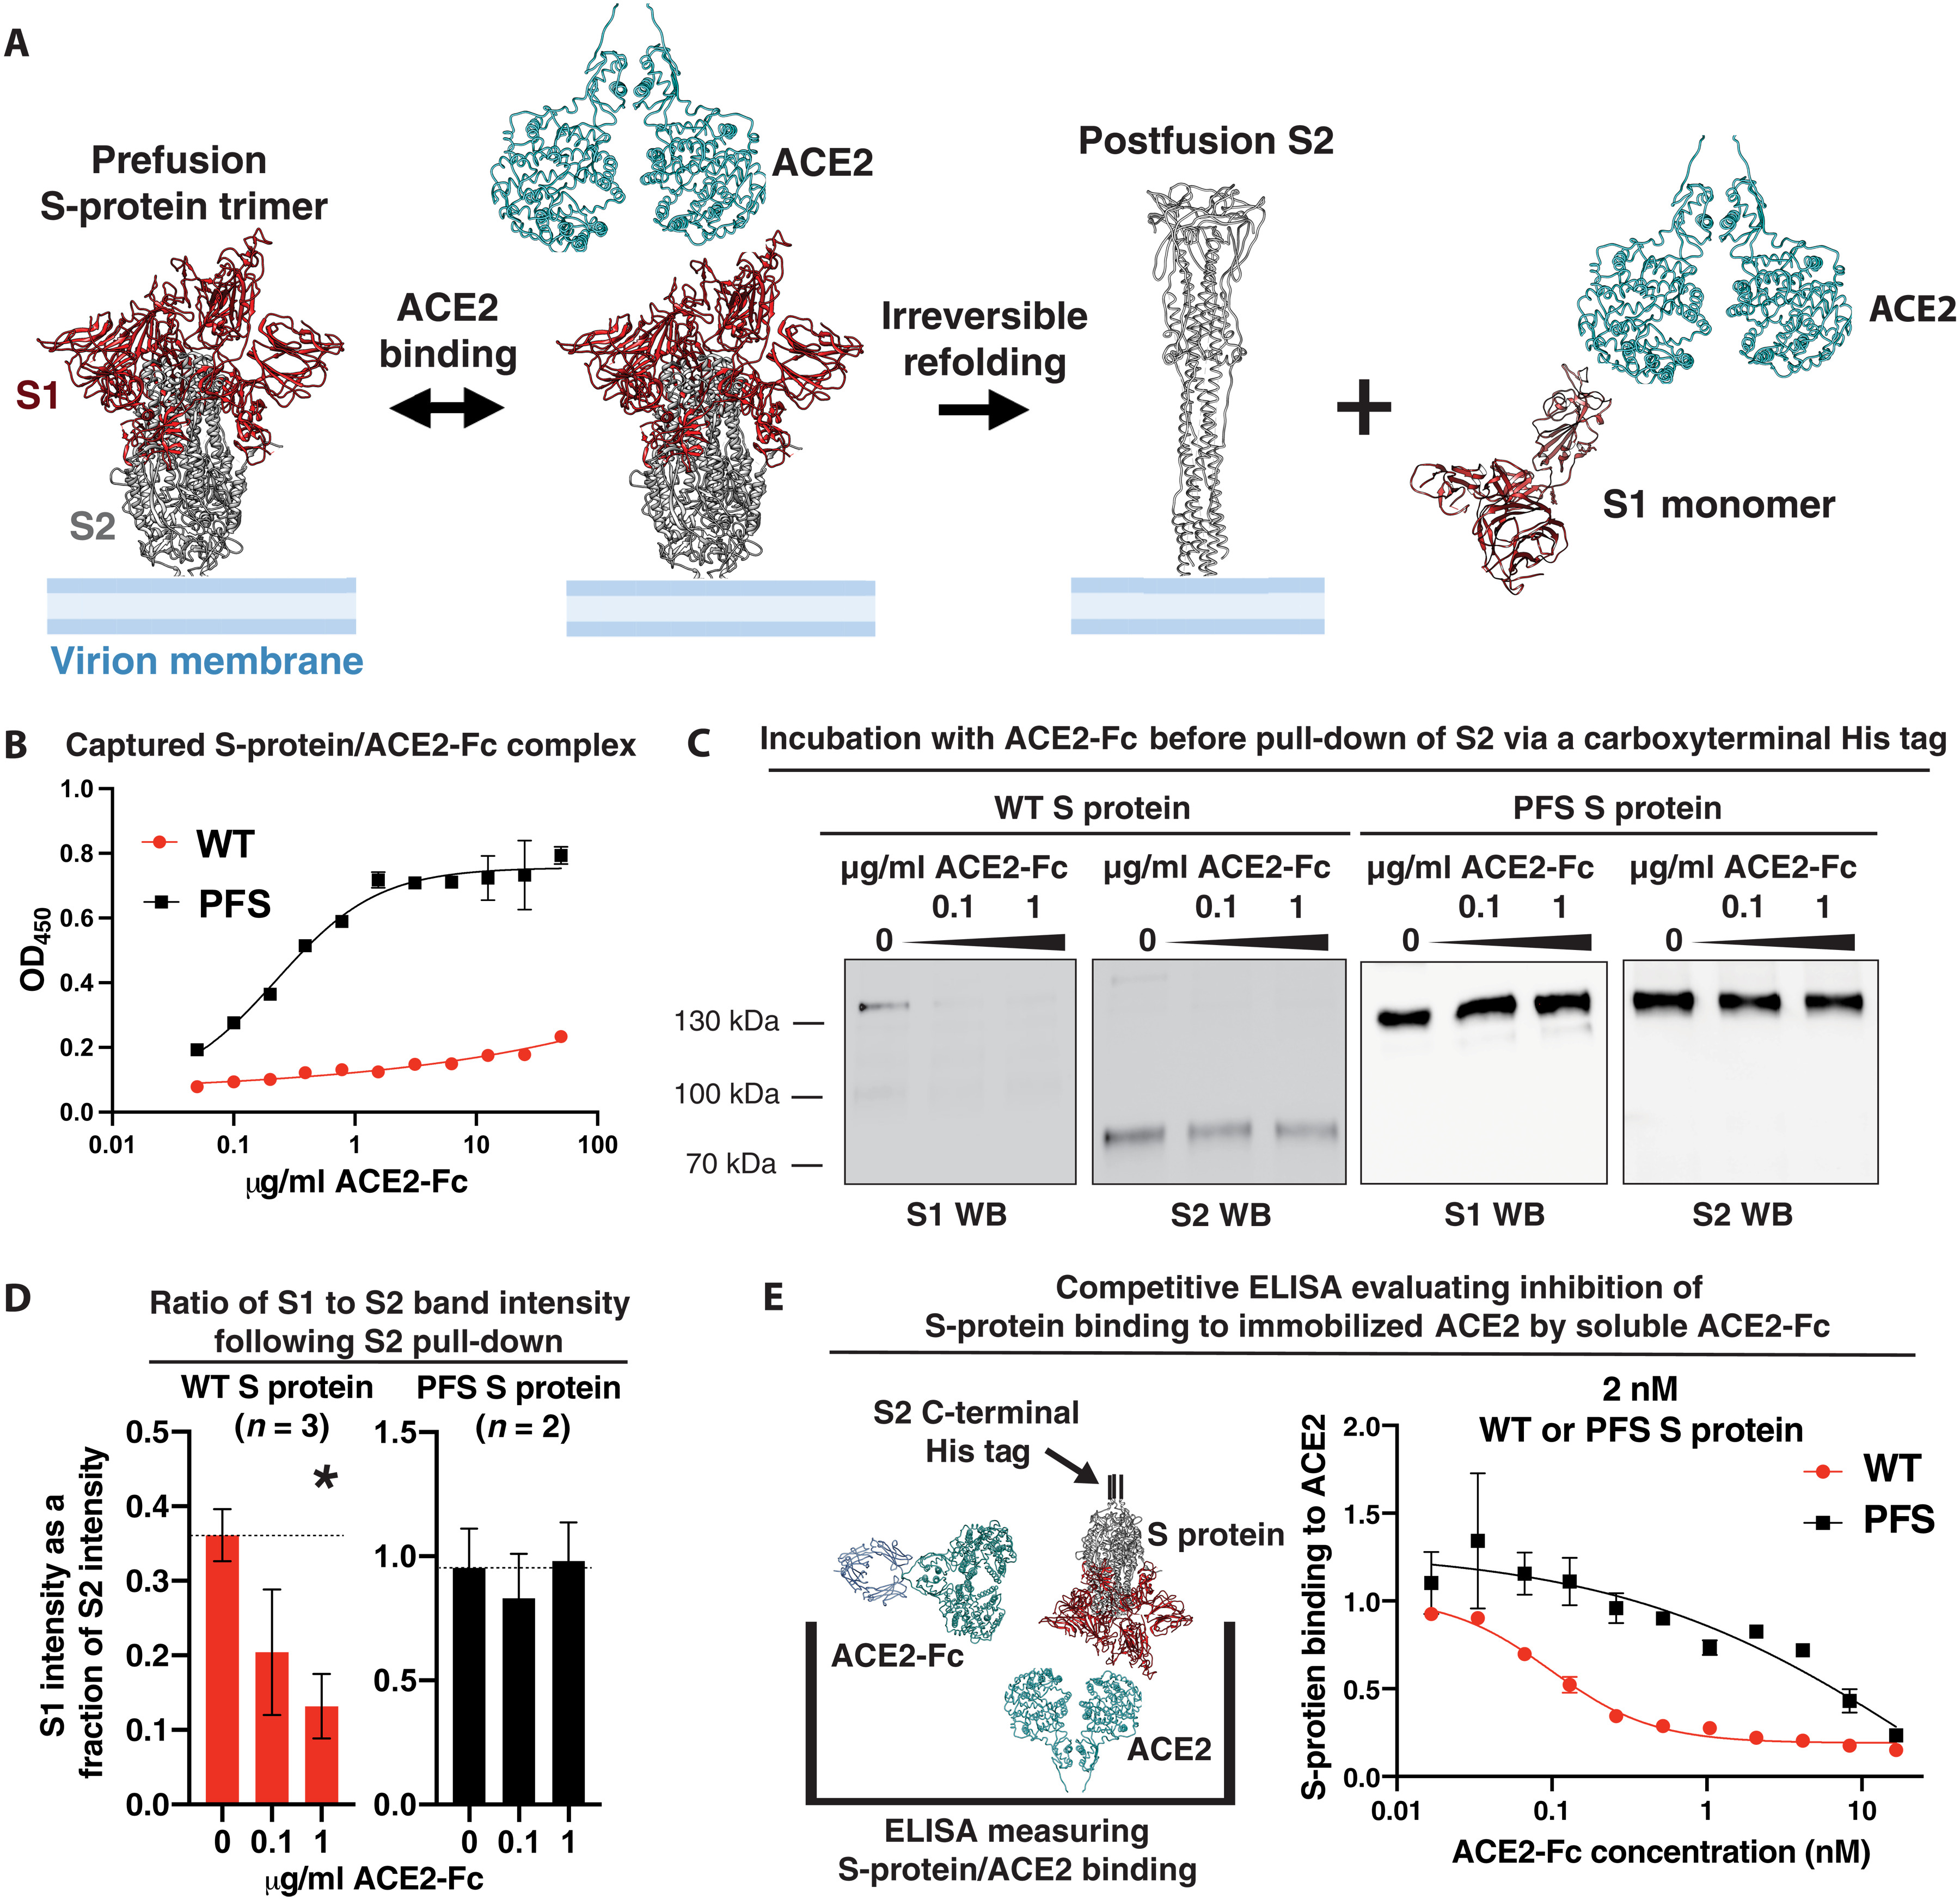 A
Prefusion
S-protein trimer
ACE2
Postfusion S2
ACE2
binding
Irreversible
refolding
ACE2
S1
S2
+
S1 monomer
Virion membrane
B
Captured S-protein/ACE2-Fc complex
1.0
0.8
0.6
0.4
0.2
0.0
OD450
WT
PFS
0.01
0.1
1
10
100
μg/ml ACE2-Fc
C
Incubation with ACE2-Fc before pull-down of S2 via a carboxyterminal His tag
WT S protein
PFS S protein
μg/ml ACE2-Fc
μg/ml ACE2-Fc
μg/ml ACE2-Fc
μg/ml ACE2-Fc
0 0.1 1
0 0.1 1
0 0.1 1
0 0.1 1
130 kDa
100 kDa
70 kDa
S1 WB
S2 WB
S1 WB
S2 WB
D
Ratio of S1 to S2 band intensity
following S2 pull-down
WT S protein
(n = 3)
PFS S protein
(n = 2)
S1 intensity as a
fraction of S2 intensity
0.5
0.4
0.3
0.2
0.1
0.0
*
1.5
1.0
0.5
0.0
0 0.1 1
0 0.1 1
μg/ml ACE2-Fc
E
Competitive ELISA evaluating inhibition of
S-protein binding to immobilized ACE2 by soluble ACE2-Fc
S2 C-terminal
His tag
S protein
ACE2-Fc
ACE2
ELISA measuring
S-protein/ACE2 binding
2 nM
WT or PFS S protein
WT
PFS
S-protien binding to ACE2
2.0
1.5
1.0
0.5
0.0
0.01
0.1
1
10
ACE2-Fc concentration (nM)